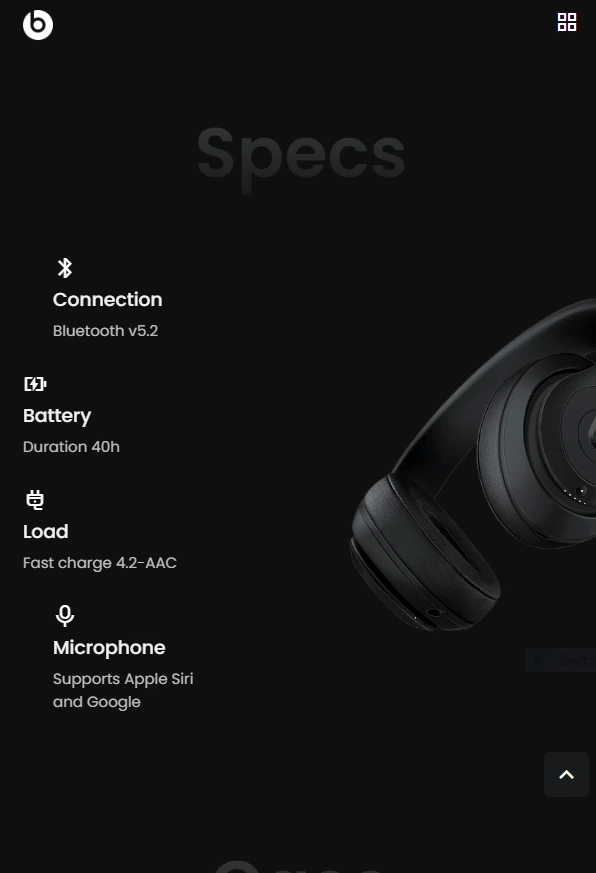 Specs
Connection
Bluetooth v5.2
Battery
Duration 40h
Load
Fast charge 4.2-AAC
Microphone
Supports Apple Siri
and Google